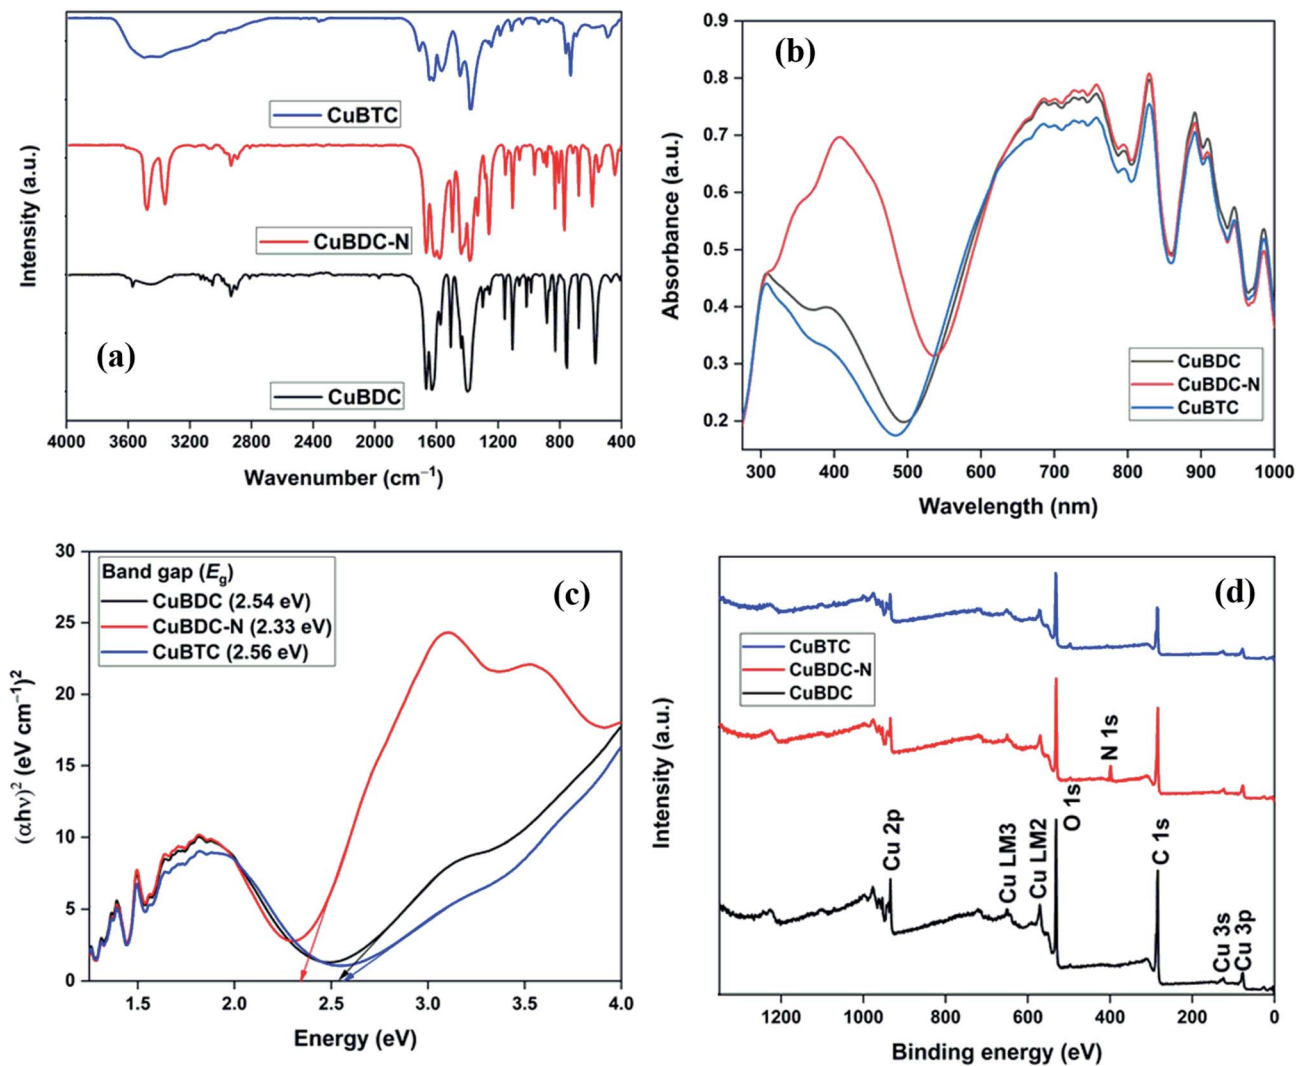 (a)
Intensity (a.u.)
CuBTC
CuBDC-N
CuBDC
4000 3600 3200 2800 2400 2000 1600 1200 800 400
Wavenumber (cm−1)
(b)
Absorbance (a.u.)
0.9
0.8
0.7
0.6
0.5
0.4
0.3
0.2
CuBDC
CuBDC-N
CuBTC
300 400 500 600 700 800 900 1000
Wavelength (nm)
(c)
(αhν)2 (eV cm−1)2
30
25
20
15
10
5
0
Band gap (Eg)
CuBDC (2.54 eV)
CuBDC-N (2.33 eV)
CuBTC (2.56 eV)
1.5 2.0 2.5 3.0 3.5 4.0
Energy (eV)
(d)
Intensity (a.u.)
CuBTC
CuBDC-N
CuBDC
N 1s
Cu 2p
Cu LM3
Cu LM2
O 1s
C 1s
Cu 3s
Cu 3p
1200 1000 800 600 400 200 0
Binding energy (eV)